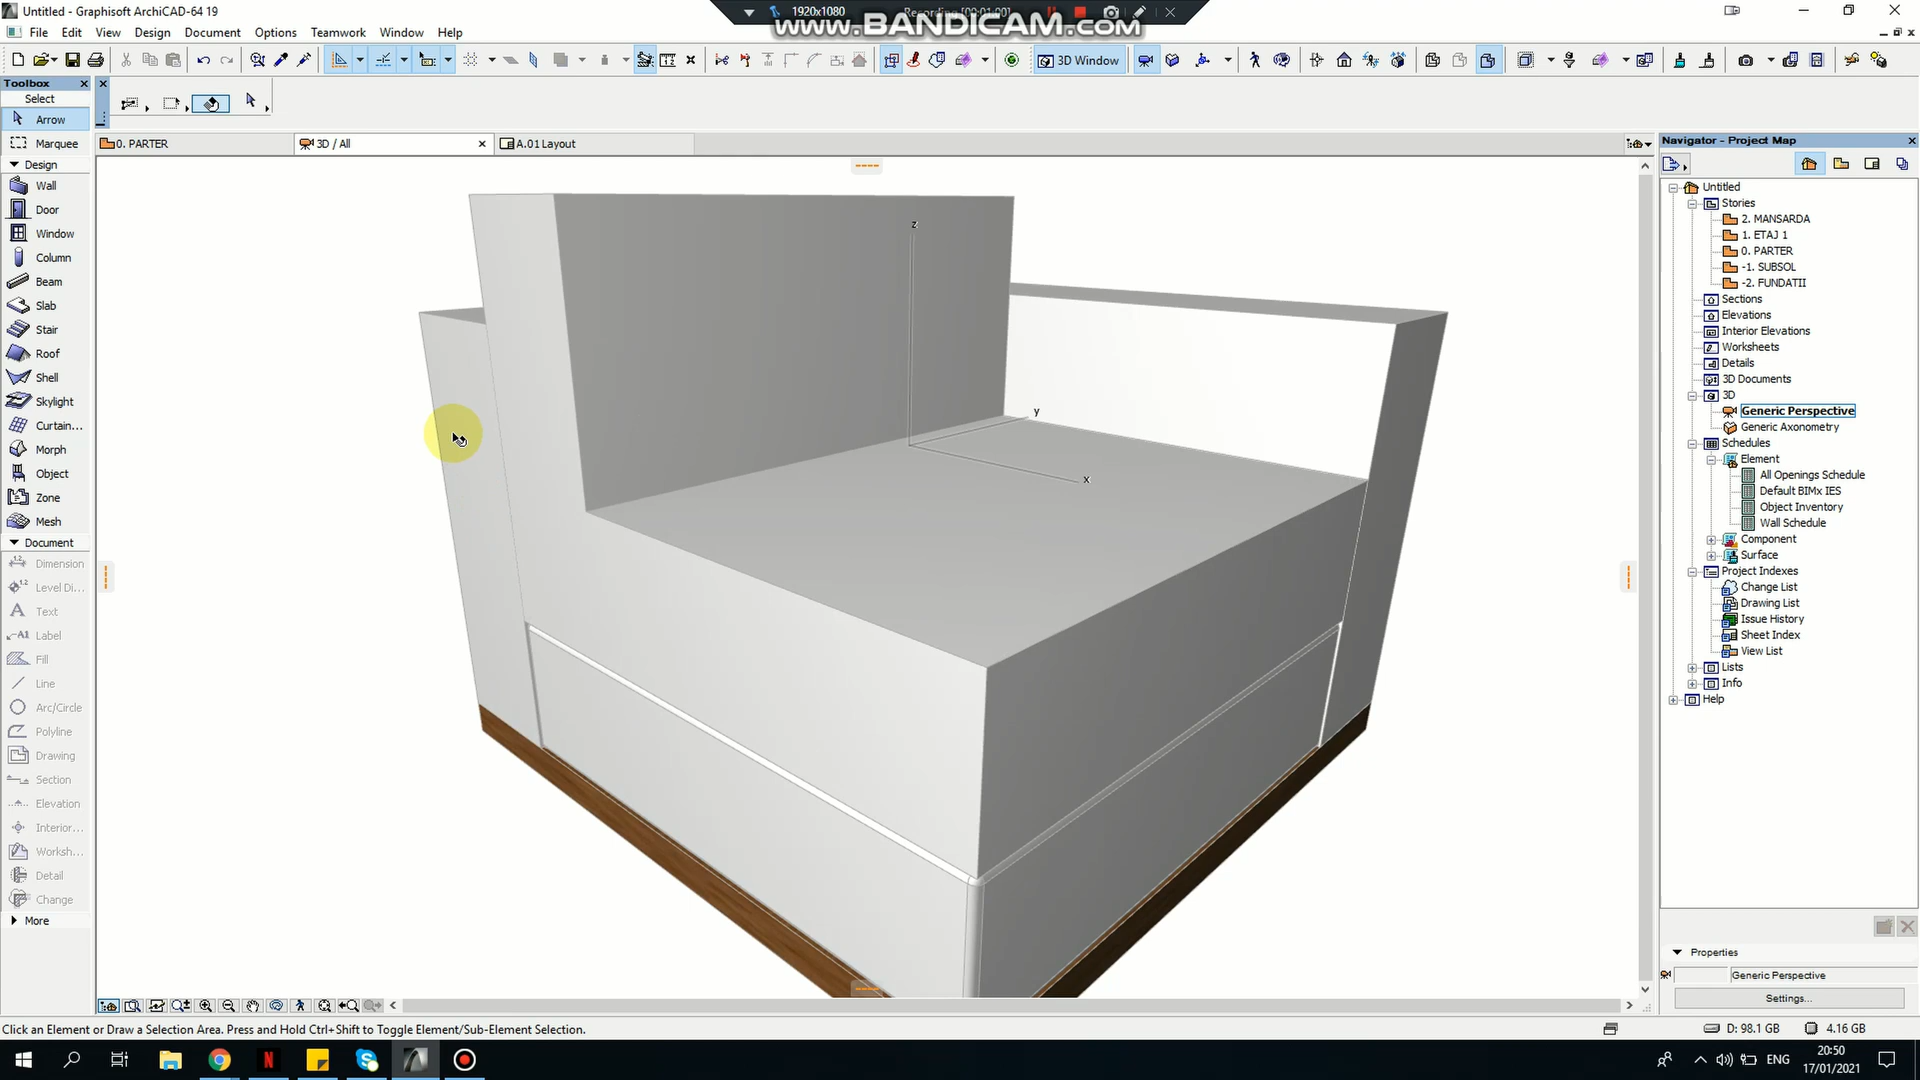 Untitled - Graphisoft ArchiCAD-64 19
1920x1080
Recording [00:01:00]
www.BANDICAM.com
File Edit View Design Document Options Teamwork Window Help
3D Window
Toolbox
Select
Arrow
Marquee
Design
Wall
Door
Window
Column
Beam
Slab
Stair
Roof
Shell
Skylight
Curtain...
Morph
Object
Zone
Mesh
Document
Dimension
Level Di...
Text
Label
Fill
Line
Arc/Circle
Polyline
Drawing
Section
Elevation
Interior...
Worksh...
Detail
Change
More
0. PARTER
3D / All
A.01 Layout
z
y
x
Navigator - Project Map
Untitled
Stories
2. MANSARDA
1. ETAJ 1
0. PARTER
-1. SUBSOL
-2. FUNDATII
Sections
Elevations
Interior Elevations
Worksheets
Details
3D Documents
3D
Generic Perspective
Generic Axonometry
Schedules
Element
All Openings Schedule
Default BIMx IES
Object Inventory
Wall Schedule
Component
Surface
Project Indexes
Change List
Drawing List
Issue History
Sheet Index
View List
Lists
Info
Help
Properties
Generic Perspective
Settings...
Click an Element or Draw a Selection Area. Press and Hold Ctrl+Shift to Toggle Element/Sub-Element Selection.
D: 98.1 GB
4.16 GB
ENG
20:50
17/01/2021